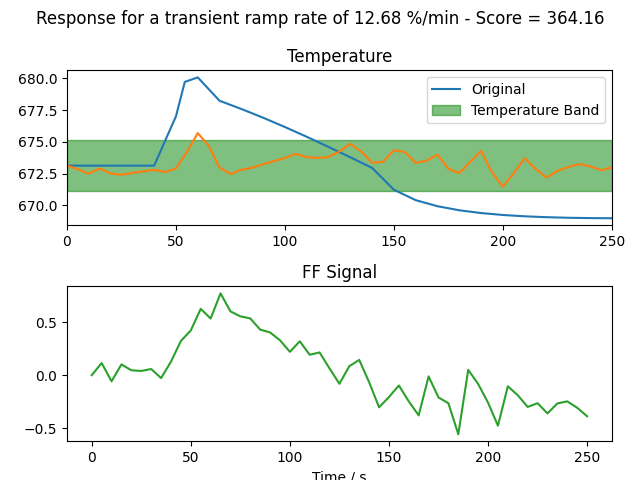 Response for a transient ramp rate of 12.68 %/min - Score = 364.16
Temperature
680.0
677.5
675.0
672.5
670.0
Original
Temperature Band
0 50 100 150 200 250
FF Signal
0.5
0.0
−0.5
0 50 100 150 200 250
Time / s